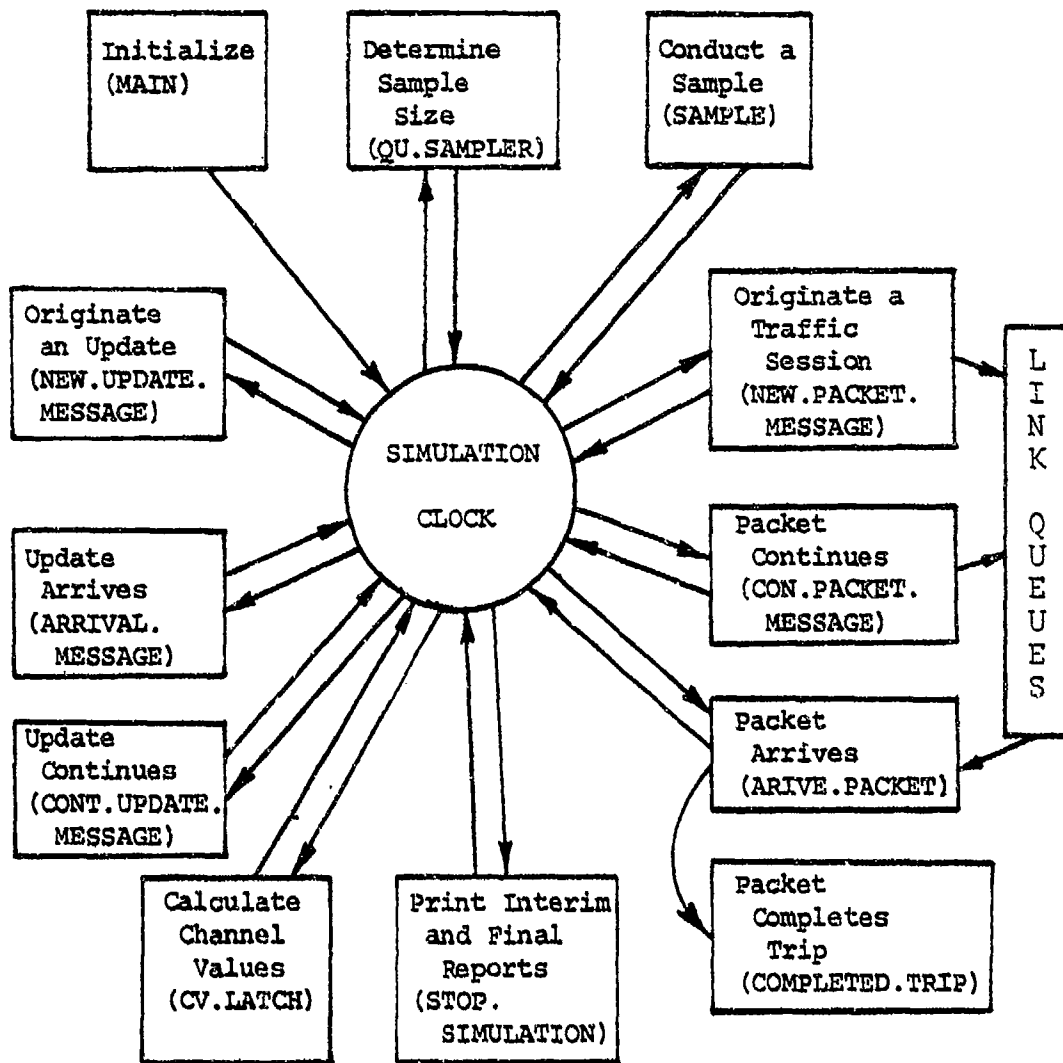 Initialize
(MAIN)
Determine
Sample
Size
(QU.SAMPLER)
Conduct a
Sample
(SAMPLE)
Originate
an Update
(NEW.UPDATE.
MESSAGE)
SIMULATION
CLOCK
Originate a
Traffic
Session
(NEW.PACKET.
MESSAGE)
LINK QUEUES
Update
Arrives
(ARRIVAL.
MESSAGE)
Packet
Continues
(CON.PACKET.
MESSAGE)
Update
Continues
(CONT.UPDATE.
MESSAGE)
Packet
Arrives
(ARIVE.PACKET)
Calculate
Channel
Values
(CV.LATCH)
Print Interim
and Final
Reports
(STOP.
SIMULATION)
Packet
Completes
Trip
(COMPLETED.TRIP)